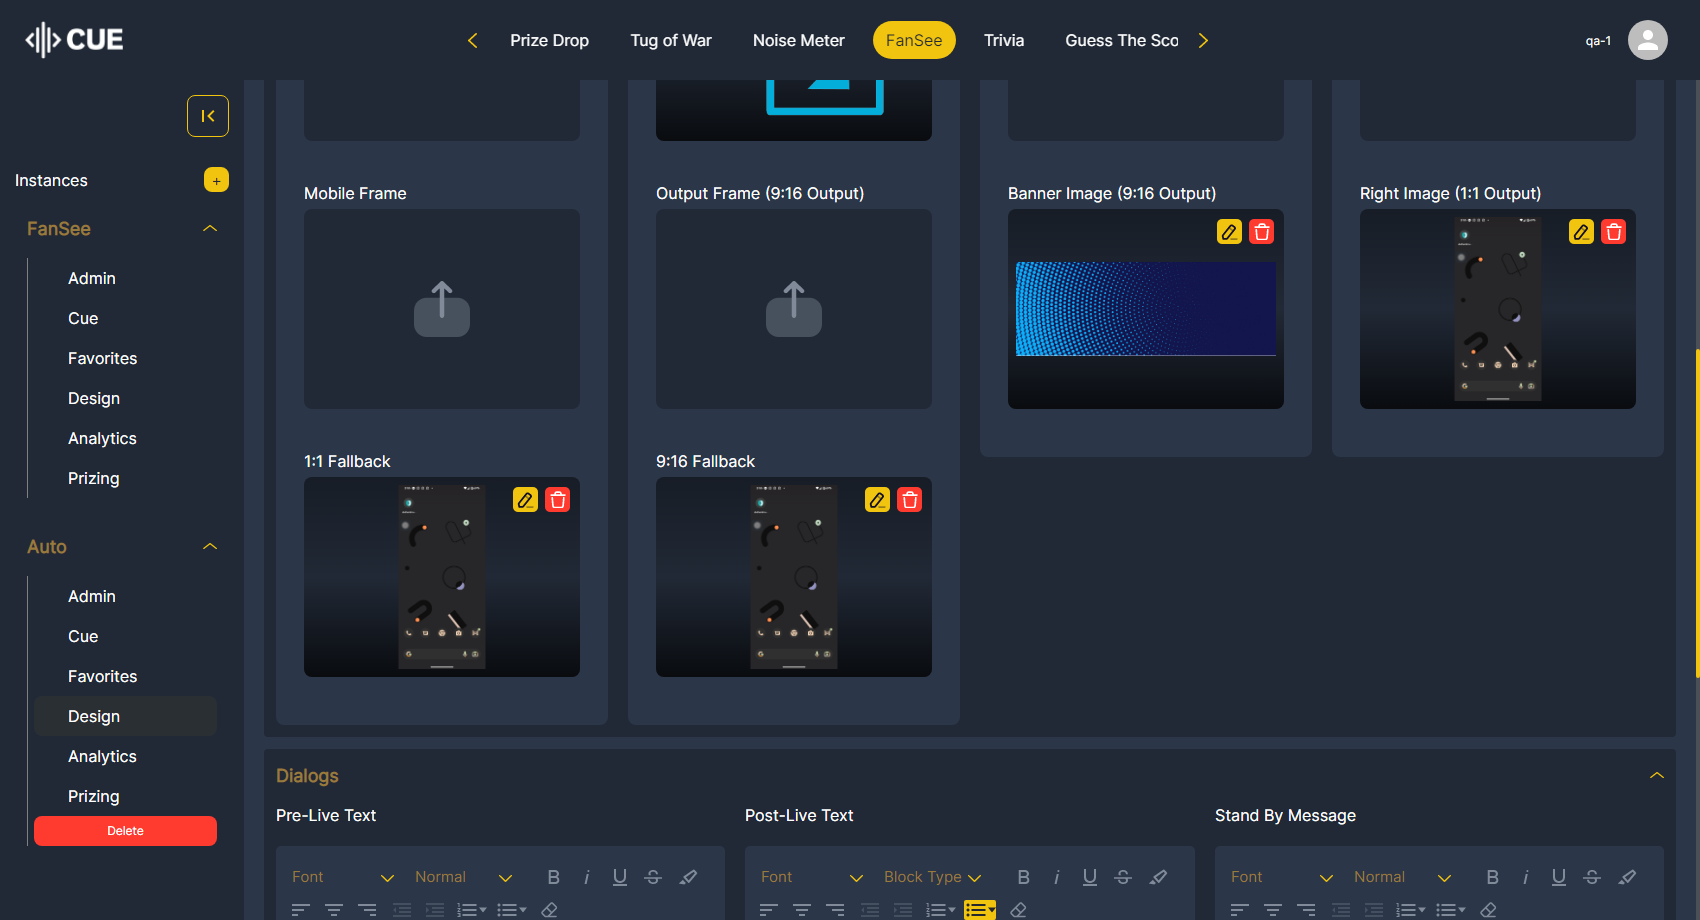 CUE
Prize Drop
Tug of War
Noise Meter
FanSee
Trivia
Guess The Sco
qa-1
Instances
+
FanSee
Admin
Cue
Favorites
Design
Analytics
Prizing
Auto
Admin
Cue
Favorites
Design
Analytics
Prizing
Delete
Mobile Frame
Output Frame (9:16 Output)
Banner Image (9:16 Output)
Right Image (1:1 Output)
1:1 Fallback
9:16 Fallback
Dialogs
Pre-Live Text
Post-Live Text
Stand By Message
Font
Normal
B
i
U
S
Font
Block Type
B
i
U
S
Font
Normal
B
i
U
S